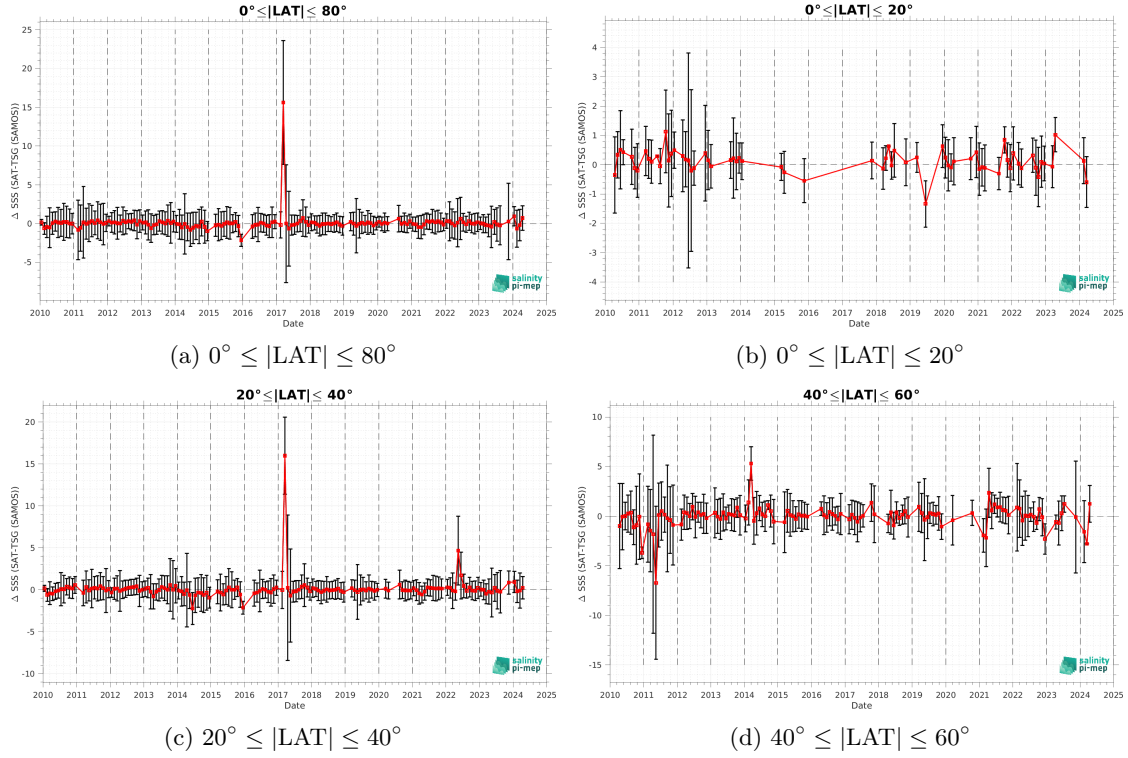 0°≤|LAT|≤ 80°
Δ SSS (SAT-TSG (SAMOS))
25
20
15
10
5
0
-5
2010 2011 2012 2013 2014 2015 2016 2017 2018 2019 2020 2021 2022 2023 2024 2025
Date
salinity
pi-mep
(a) 0° ≤ |LAT| ≤ 80°
0°≤|LAT|≤ 20°
Δ SSS (SAT-TSG (SAMOS))
4
3
2
1
0
-1
-2
-3
-4
2010 2011 2012 2013 2014 2015 2016 2017 2018 2019 2020 2021 2022 2023 2024 2025
Date
salinity
pi-mep
(b) 0° ≤ |LAT| ≤ 20°
20°≤|LAT|≤ 40°
Δ SSS (SAT-TSG (SAMOS))
20
15
10
5
0
-5
-10
2010 2011 2012 2013 2014 2015 2016 2017 2018 2019 2020 2021 2022 2023 2024 2025
Date
salinity
pi-mep
(c) 20° ≤ |LAT| ≤ 40°
40°≤|LAT|≤ 60°
Δ SSS (SAT-TSG (SAMOS))
10
5
0
-5
-10
-15
2010 2011 2012 2013 2014 2015 2016 2017 2018 2019 2020 2021 2022 2023 2024 2025
Date
salinity
pi-mep
(d) 40° ≤ |LAT| ≤ 60°